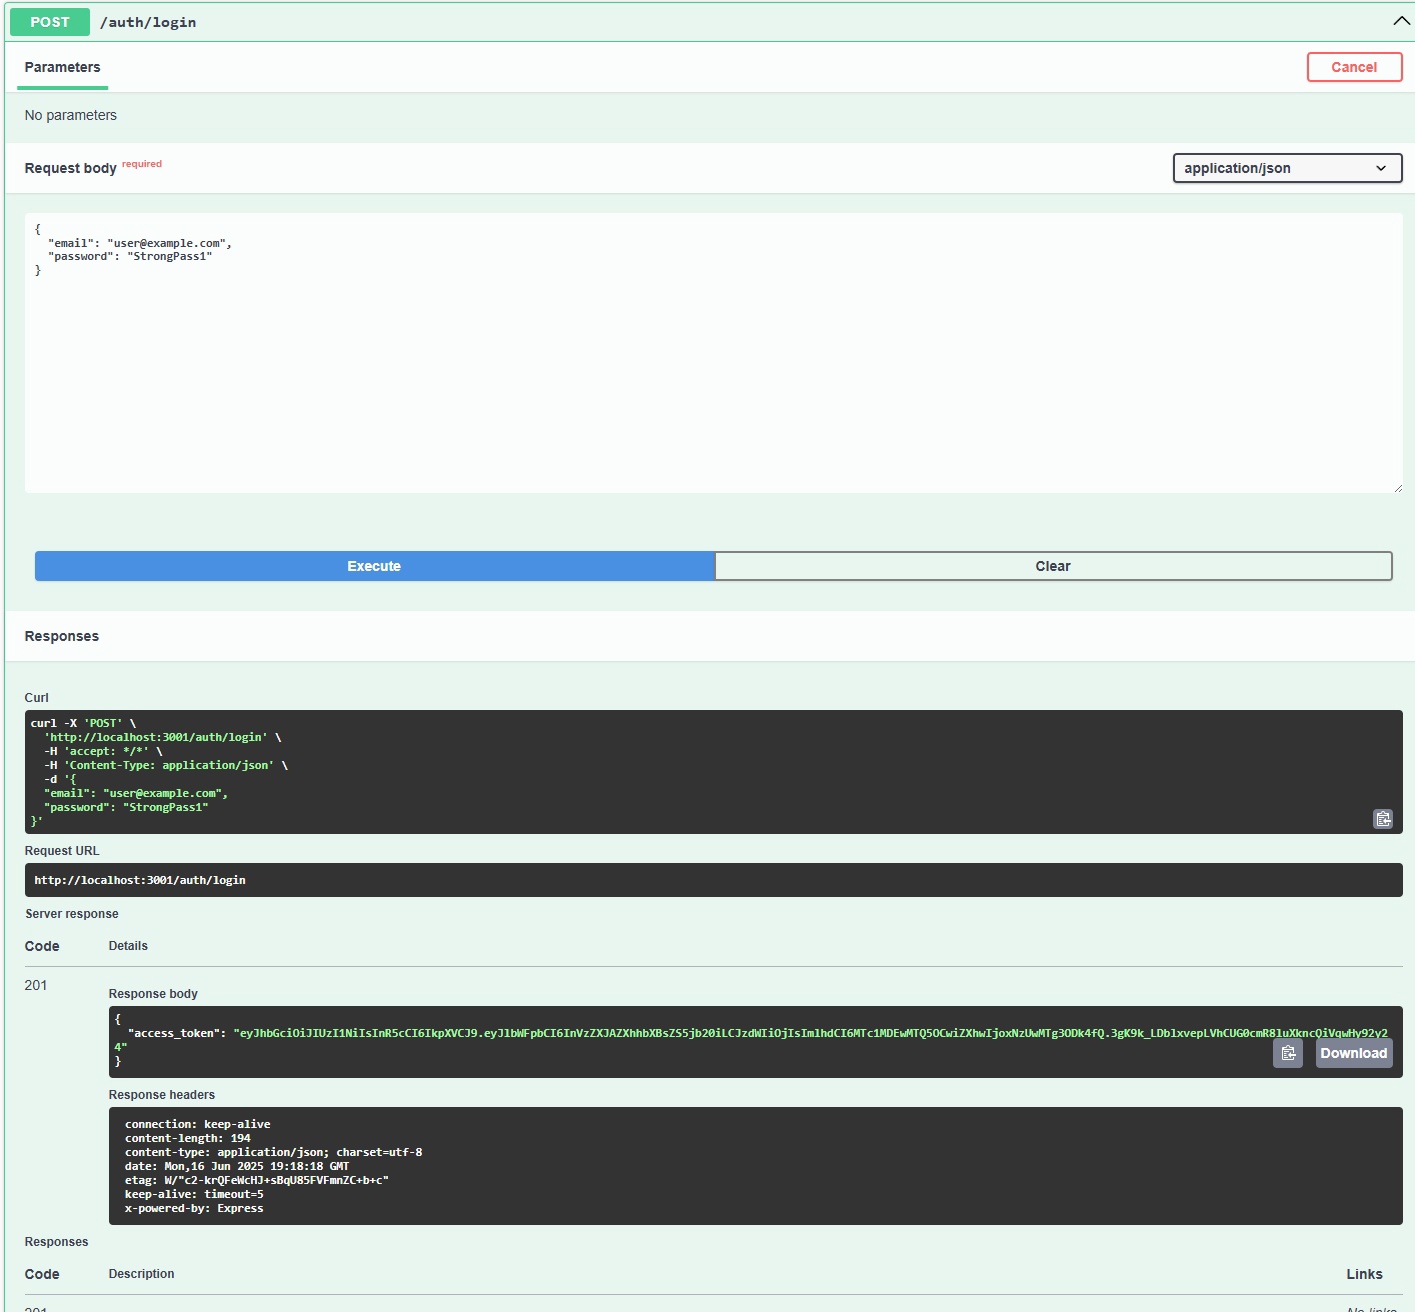 POST /auth/login
Parameters
Cancel
No parameters
Request body required
application/json
{
"email": "user@example.com",
"password": "StrongPass1"
}
Execute
Clear
Responses
Curl
curl -X 'POST' \
'http://localhost:3001/auth/login' \
-H 'accept: */*' \
-H 'Content-Type: application/json' \
-d '{
"email": "user@example.com",
"password": "StrongPass1"
}'
Request URL
http://localhost:3001/auth/login
Server response
Code Details
201
Response body
{
"access_token": "eyJhbGciOiJIUzI1NiIsInR5cCI6IkpXVCJ9.eyJlbWFpbCI6InVzZXJAZXhhbXBsZS5jb20iLCJzdWIiOjIsImlhdCI6MTc1MDEwMTQ5OCwiZXhwIjoxNzUwMTg3ODk4fQ.3gK9k_LDblxvepLVhCUG0cmR8luXkncQiVqwHy92y2
4"
}
Download
Response headers
connection: keep-alive
content-length: 194
content-type: application/json; charset=utf-8
date: Mon,16 Jun 2025 19:18:18 GMT
etag: W/"c2-krQFeWcHJ+sBqU85FVFmnZC+b+c"
keep-alive: timeout=5
x-powered-by: Express
Responses
Code Description Links
201 No links